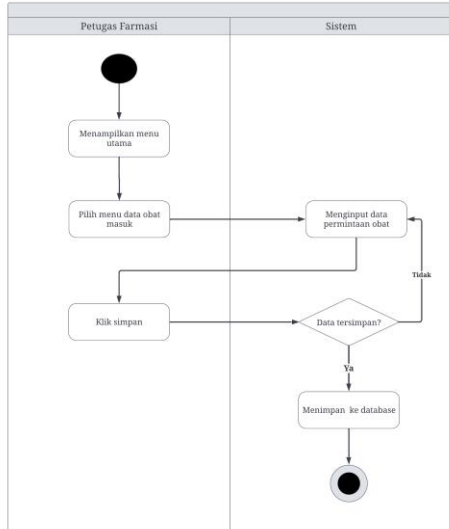 Petugas Farmasi
Sistem
Menampilkan menu
utama
Pilih menu data obat
masuk
Menginput data
permintaan obat
Tidak
Klik simpan
Data tersimpan?
Ya
Menimpan ke database